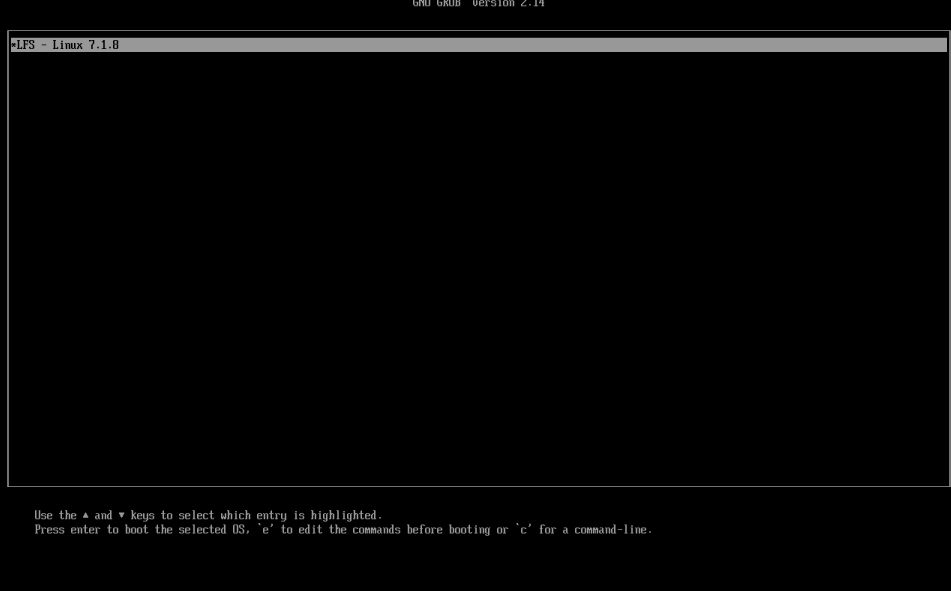 GNU GRUB version 2.14
*LFS - Linux 7.1.8
Use the ▲ and ▼ keys to select which entry is highlighted.
Press enter to boot the selected OS, `e' to edit the commands before booting or `c' for a command-line.